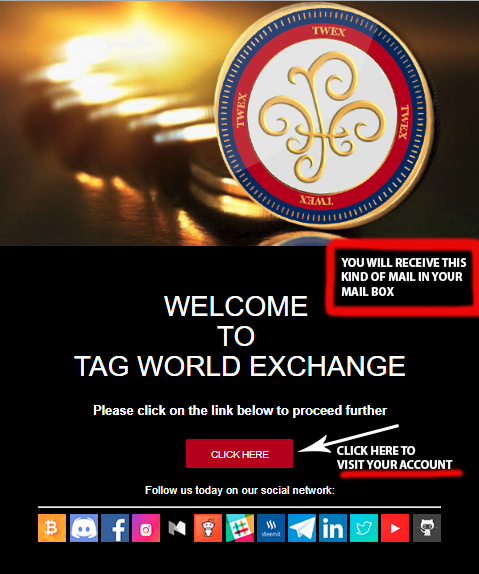 TWEX
TWEX
TWEX
TWEX
YOU WILL RECEIVE THIS
KIND OF MAIL IN YOUR
MAIL BOX
WELCOME
TO
TAG WORLD EXCHANGE
Please click on the link below to proceed further
CLICK HERE
CLICK HERE TO
VISIT YOUR ACCOUNT
Follow us today on our social network:
steemit